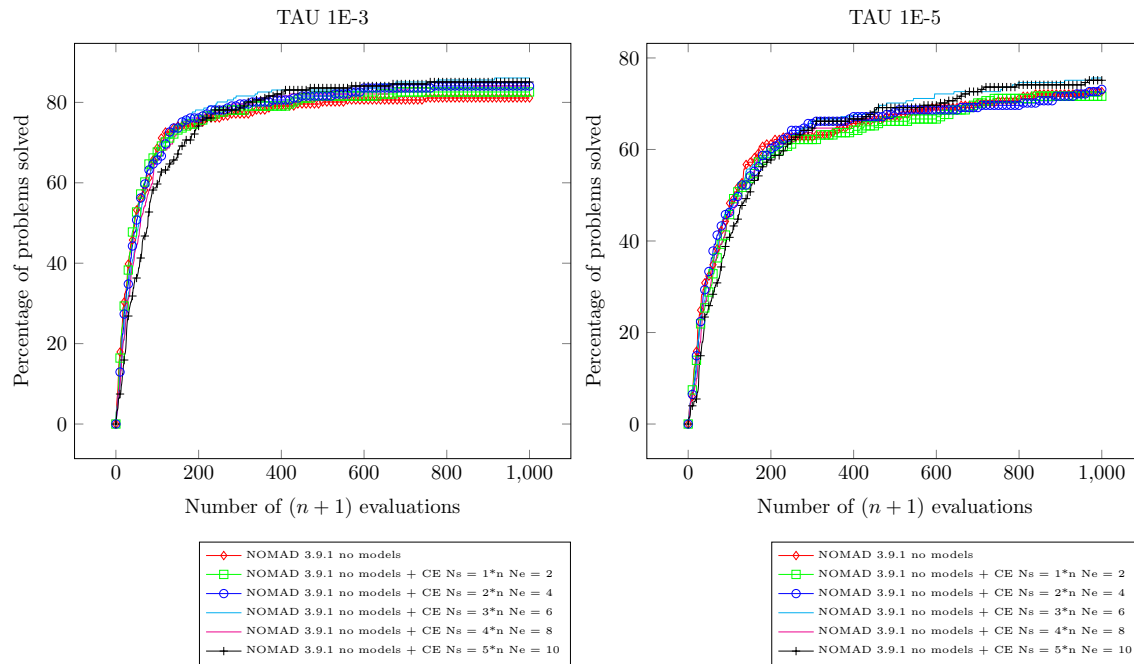 TAU 1E-3
Percentage of problems solved
80
60
40
20
0
0 200 400 600 800 1,000
Number of (n + 1) evaluations
NOMAD 3.9.1 no models
NOMAD 3.9.1 no models + CE Ns = 1*n Ne = 2
NOMAD 3.9.1 no models + CE Ns = 2*n Ne = 4
NOMAD 3.9.1 no models + CE Ns = 3*n Ne = 6
NOMAD 3.9.1 no models + CE Ns = 4*n Ne = 8
NOMAD 3.9.1 no models + CE Ns = 5*n Ne = 10
TAU 1E-5
Percentage of problems solved
80
60
40
20
0
0 200 400 600 800 1,000
Number of (n + 1) evaluations
NOMAD 3.9.1 no models
NOMAD 3.9.1 no models + CE Ns = 1*n Ne = 2
NOMAD 3.9.1 no models + CE Ns = 2*n Ne = 4
NOMAD 3.9.1 no models + CE Ns = 3*n Ne = 6
NOMAD 3.9.1 no models + CE Ns = 4*n Ne = 8
NOMAD 3.9.1 no models + CE Ns = 5*n Ne = 10